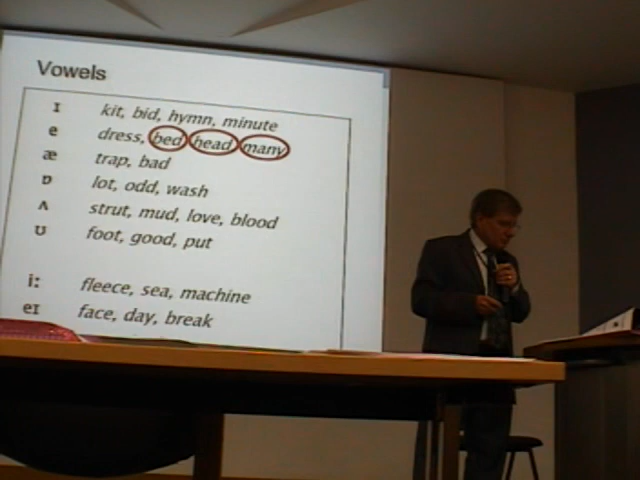 Vowels
ɪ kit, bid, hymn, minute
e dress, bed head many
æ trap, bad
ɒ lot, odd, wash
ʌ strut, mud, love, blood
ʊ foot, good, put
iː fleece, sea, machine
eɪ face, day, break